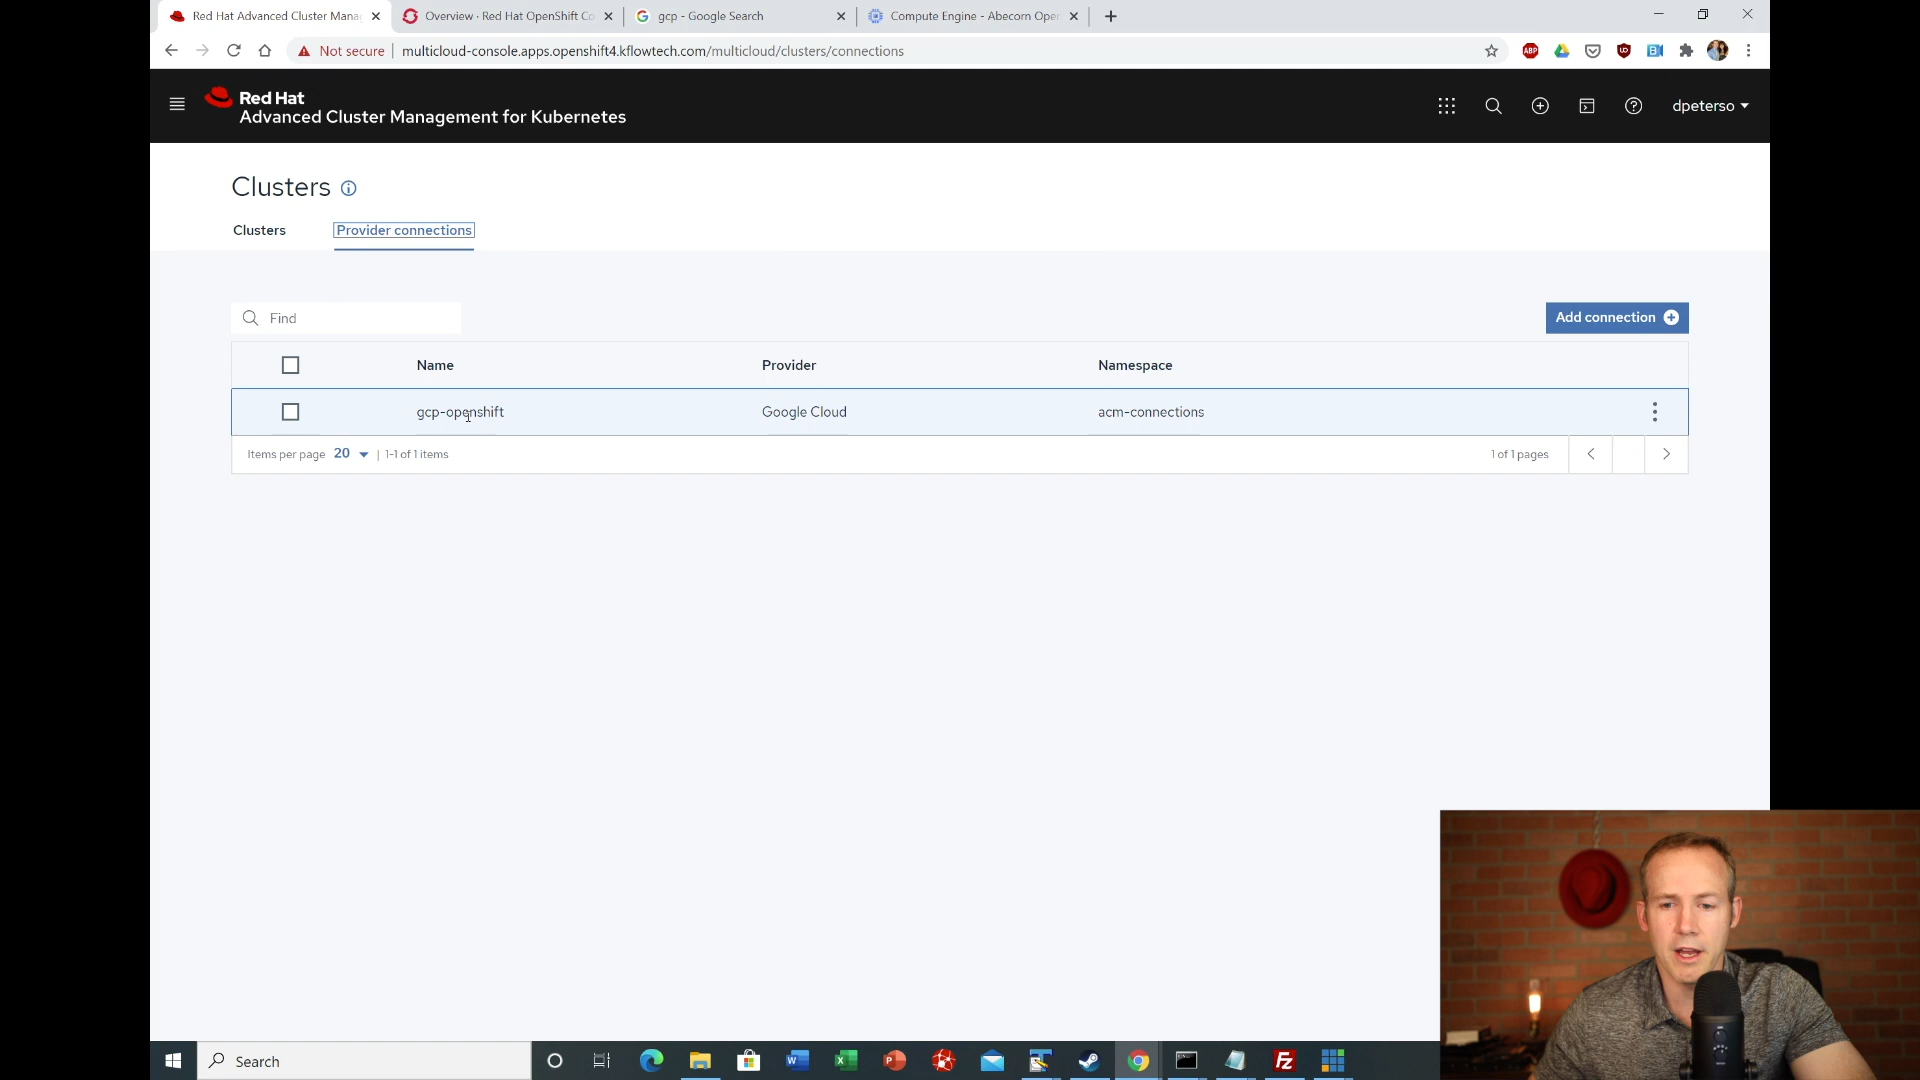 Red Hat Advanced Cluster Mana
Overview · Red Hat OpenShift Co
gcp - Google Search
Compute Engine - Abecorn Oper
Not secure
multicloud-console.apps.openshift4.kflowtech.com/multicloud/clusters/connections
ABP
Red Hat
Advanced Cluster Management for Kubernetes
dpeterso
Clusters
Clusters
Provider connections
Find
Add connection
Name
Provider
Namespace
gcp-openshift
Google Cloud
acm-connections
Items per page 20 | 1-1 of 1 items
1 of 1 pages
Search